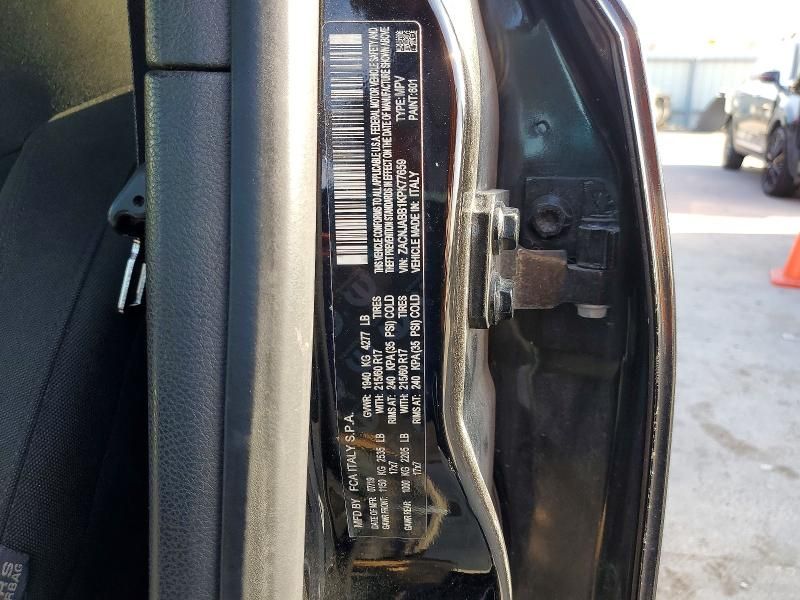 MFD BY FCA ITALY S.P.A.
DATE OF MFR 07/19 GVWR: 1940 KG 4277 LB
GAWR FRONT: 1150 KG 2535 LB WITH: 215/60 R17 TIRES
17x7 RIMS AT: 240 KPA(35 PSI) COLD
GAWR REAR: 1000 KG 2205 LB WITH: 215/60 R17 TIRES
17x7 RIMS AT: 240 KPA(35 PSI) COLD
THIS VEHICLE CONFORMS TO ALL APPLICABLE U.S.A. FEDERAL MOTOR VEHICLE SAFETY AND
THEFT PREVENTION STANDARDS IN EFFECT ON THE DATE OF MANUFACTURE SHOWN ABOVE
VIN: ZACNJABB1KPK77659 TYPE: MPV
VEHICLE MADE IN: ITALY PAINT: 601
AIRBAG